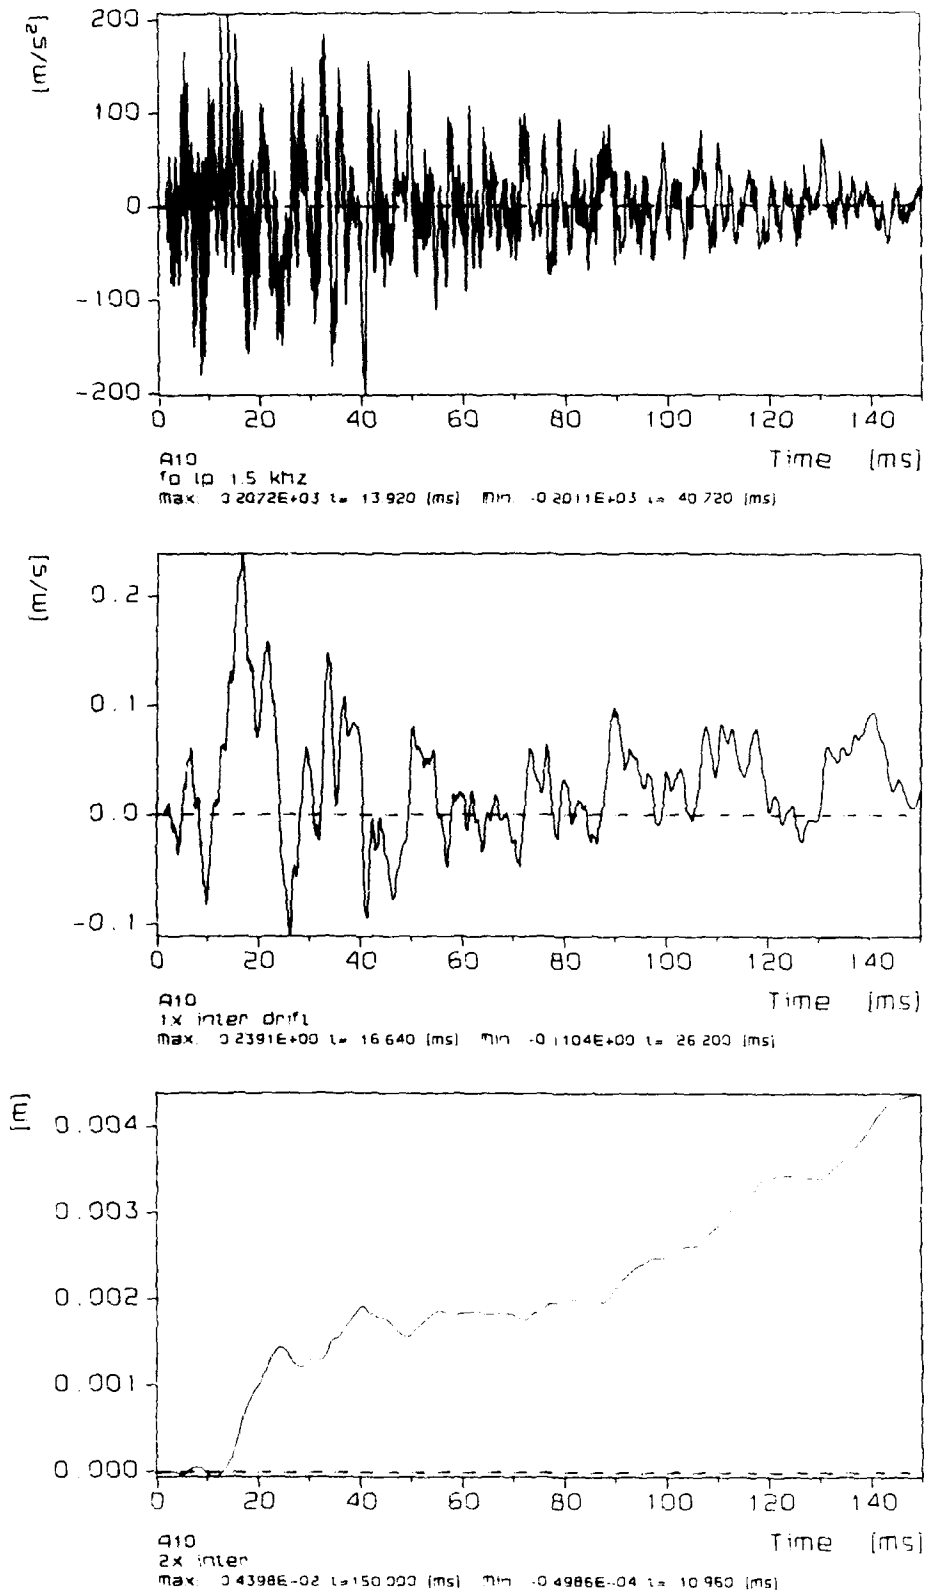 [m/s²]
200
100
0
-100
-200
0 20 40 60 80 100 120 140
Time [ms]
A10
fo lp 1.5 kHz
max: 0.2072E+03 t= 13.920 [ms] Min: -0.2011E+03 t= 40.720 [ms]
[m/s]
0.2
0.1
0.0
-0.1
0 20 40 60 80 100 120 140
Time [ms]
A10
1x inter drift
max: 0.2391E+00 t= 16.640 [ms] Min: -0.1104E+00 t= 26.200 [ms]
[m]
0.004
0.003
0.002
0.001
0.000
0 20 40 60 80 100 120 140
Time [ms]
A10
2x inter
max: 0.4398E-02 t=150.000 [ms] Min: -0.4986E-04 t= 10.960 [ms]